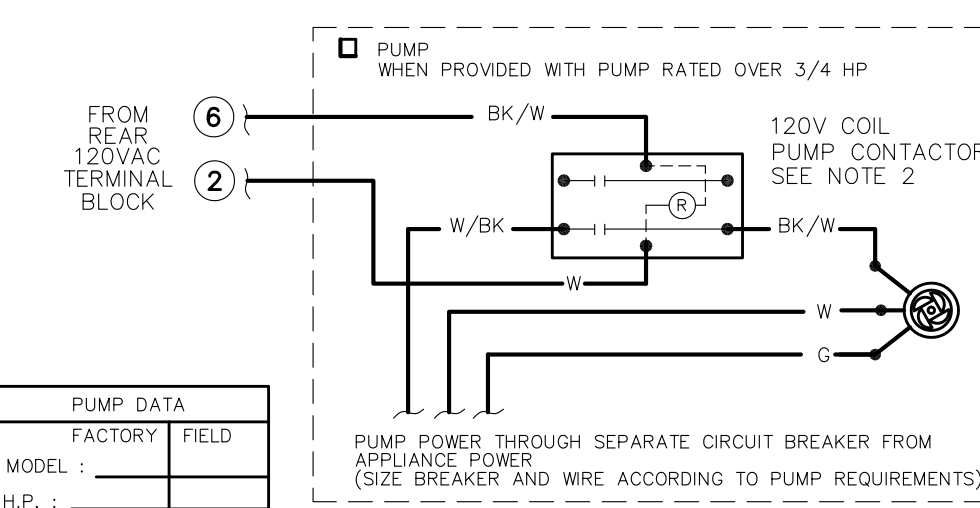 PUMP
WHEN PROVIDED WITH PUMP RATED OVER 3/4 HP
FROM
REAR
120VAC
TERMINAL
BLOCK
6
2
BK/W
120V COIL
PUMP CONTACTOR
SEE NOTE 2
R
W/BK
BK/W
W
W
G
PUMP POWER THROUGH SEPARATE CIRCUIT BREAKER FROM
APPLIANCE POWER
(SIZE BREAKER AND WIRE ACCORDING TO PUMP REQUIREMENTS)
PUMP DATA
FACTORY FIELD
MODEL :
H.P. :